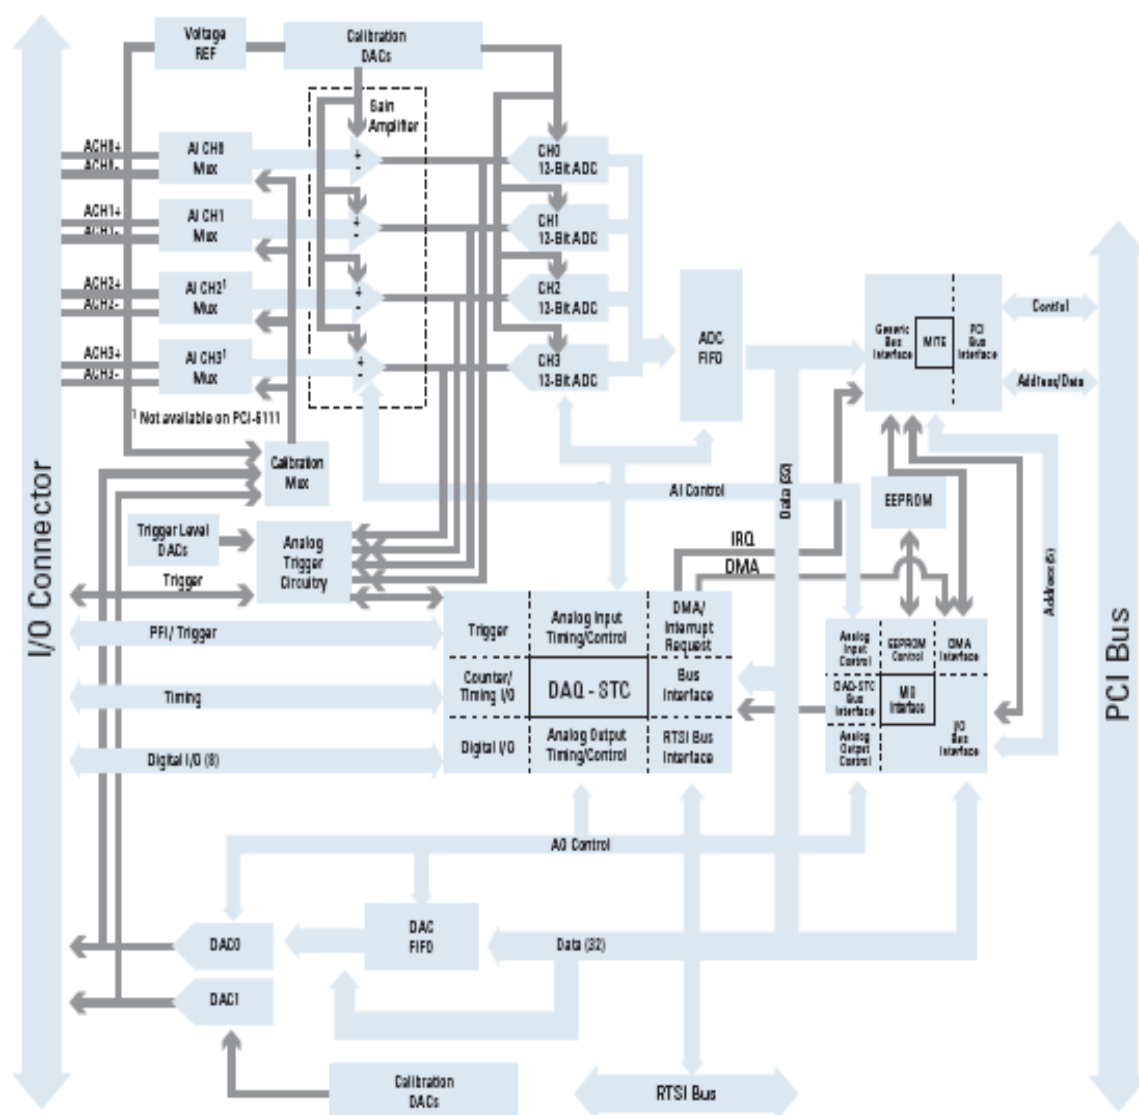 Voltage
REF
Calibration
DACs
Gain
Amplifier
ACH0+
ACH0-
AI CH0
Mux
+
-
CH0
12-Bit ADC
ACH1+
ACH1-
AI CH1
Mux
+
-
CH1
12-Bit ADC
ACH2+
ACH2-
AI CH2†
Mux
+
-
CH2
12-Bit ADC
ACH3+
ACH3-
AI CH3†
Mux
+
-
CH3
12-Bit ADC
† Not available on PCI-6111
ADC
FIFO
Generic
Bus
Interface
MITE
PCI
Bus
Interface
Control
Address/Data
I/O Connector
PCI Bus
Calibration
Mux
AI Control
Data (32)
EEPROM
Address (5)
Trigger Level
DACs
Analog
Trigger
Circuitry
Trigger
IRQ
DMA
PFI / Trigger
Timing
Digital I/O (8)
Trigger
Analog Input
Timing/Control
DMA/
Interrupt
Request
Counter/
Timing I/O
DAQ - STC
Bus
Interface
Digital I/O
Analog Output
Timing/Control
RTSI Bus
Interface
Analog
Input
Control
EEPROM
Control
DMA
Interface
DAQ-STC
Bus
Interface
MIO
Interface
I/O
Bus
Interface
Analog
Output
Control
AO Control
DAC0
DAC
FIFO
Data (32)
DAC1
Calibration
DACs
RTSI Bus